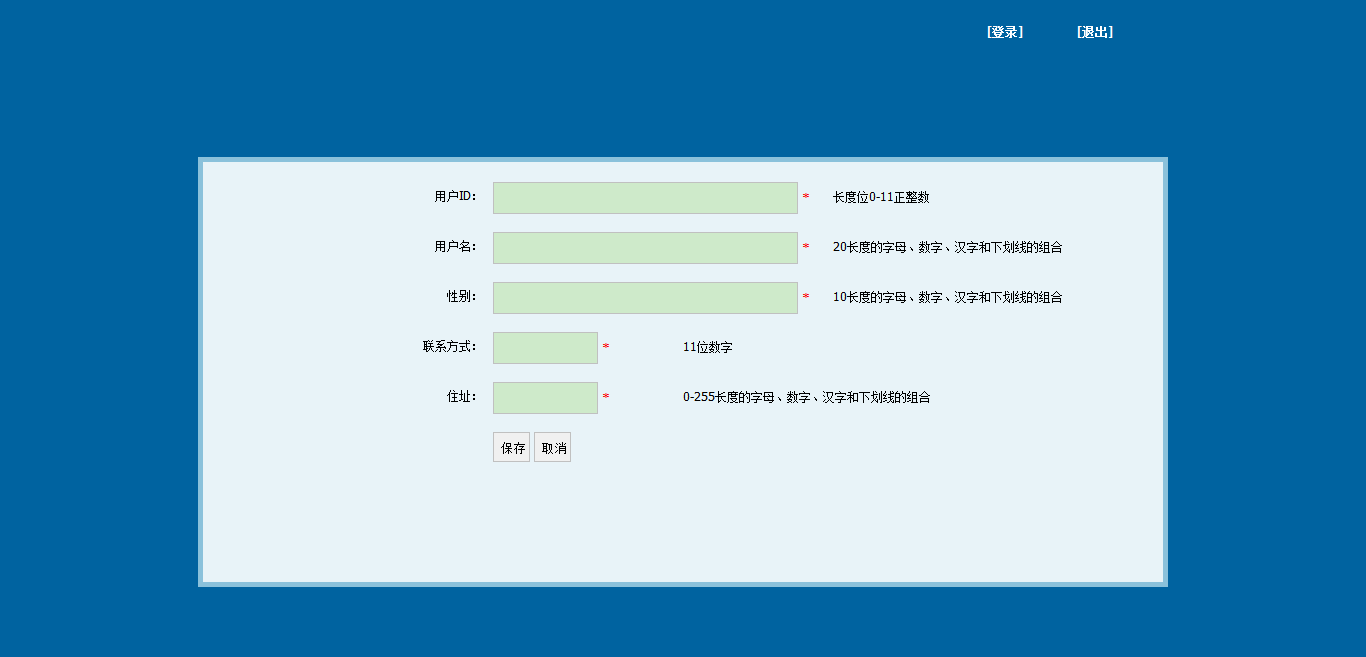 [登录] [退出]
用户ID: * 长度位0-11正整数
用户名: * 20长度的字母、数字、汉字和下划线的组合
性别: * 10长度的字母、数字、汉字和下划线的组合
联系方式: * 11位数字
住址: * 0-255长度的字母、数字、汉字和下划线的组合
保存 取消